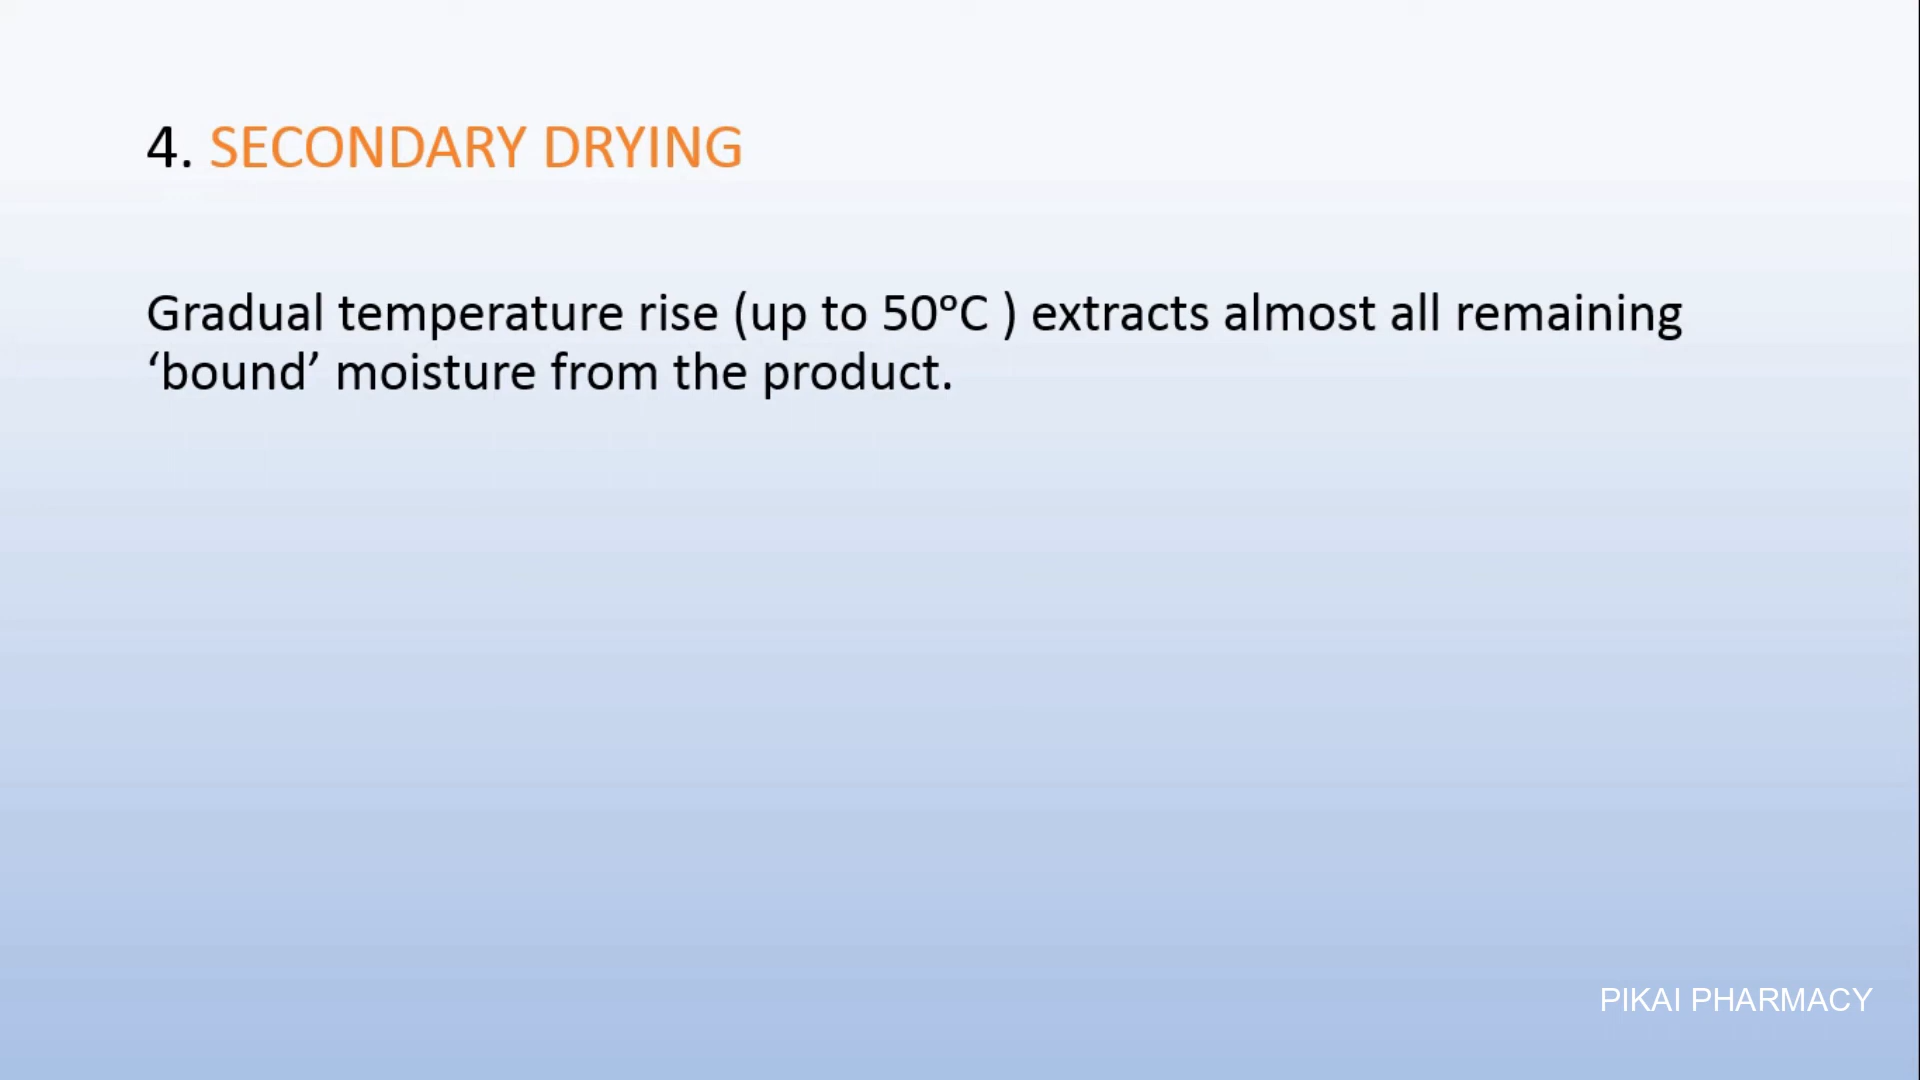 4. SECONDARY DRYING
Gradual temperature rise (up to 50°C ) extracts almost all remaining
‘bound’ moisture from the product.
PIKAI PHARMACY